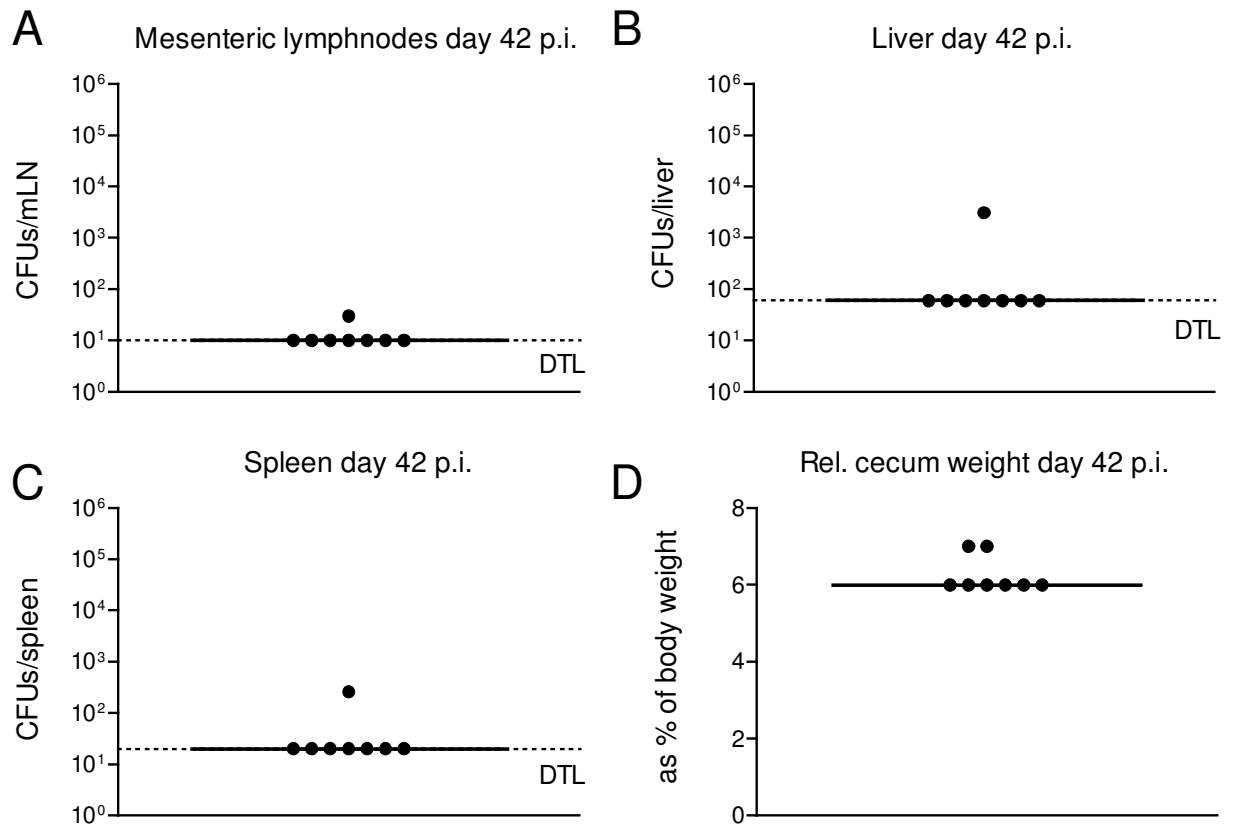 A
Mesenteric lymphnodes day 42 p.i.
CFUs/mLN
10⁶
10⁵
10⁴
10³
10²
10¹
10⁰
DTL
B
Liver day 42 p.i.
CFUs/liver
10⁶
10⁵
10⁴
10³
10²
10¹
10⁰
DTL
C
Spleen day 42 p.i.
CFUs/spleen
10⁶
10⁵
10⁴
10³
10²
10¹
10⁰
DTL
D
Rel. cecum weight day 42 p.i.
as % of body weight
8
6
4
2
0